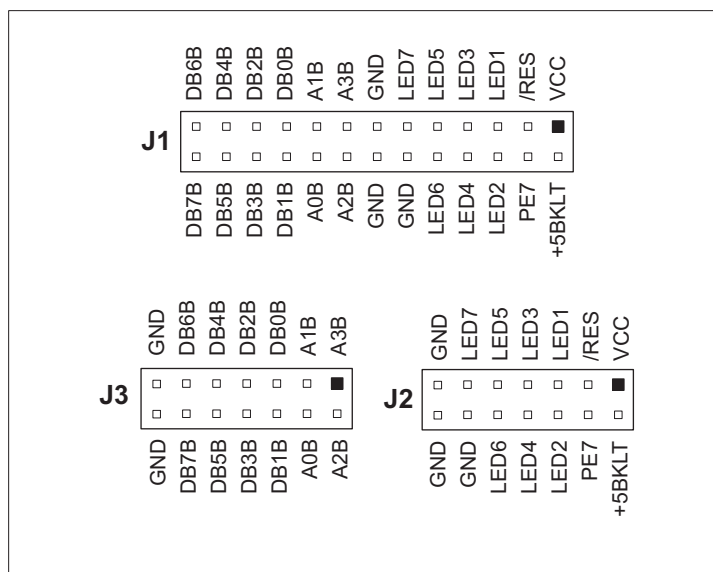 DB6B DB4B DB2B DB0B A1B A3B GND LED7 LED5 LED3 LED1 /RES VCC
J1
DB7B DB5B DB3B DB1B A0B A2B GND GND LED6 LED4 LED2 PE7 +5BKLT
GND DB6B DB4B DB2B DB0B A1B A3B
J3
GND DB7B DB5B DB3B DB1B A0B A2B
GND LED7 LED5 LED3 LED1 /RES VCC
J2
GND GND LED6 LED4 LED2 PE7 +5BKLT